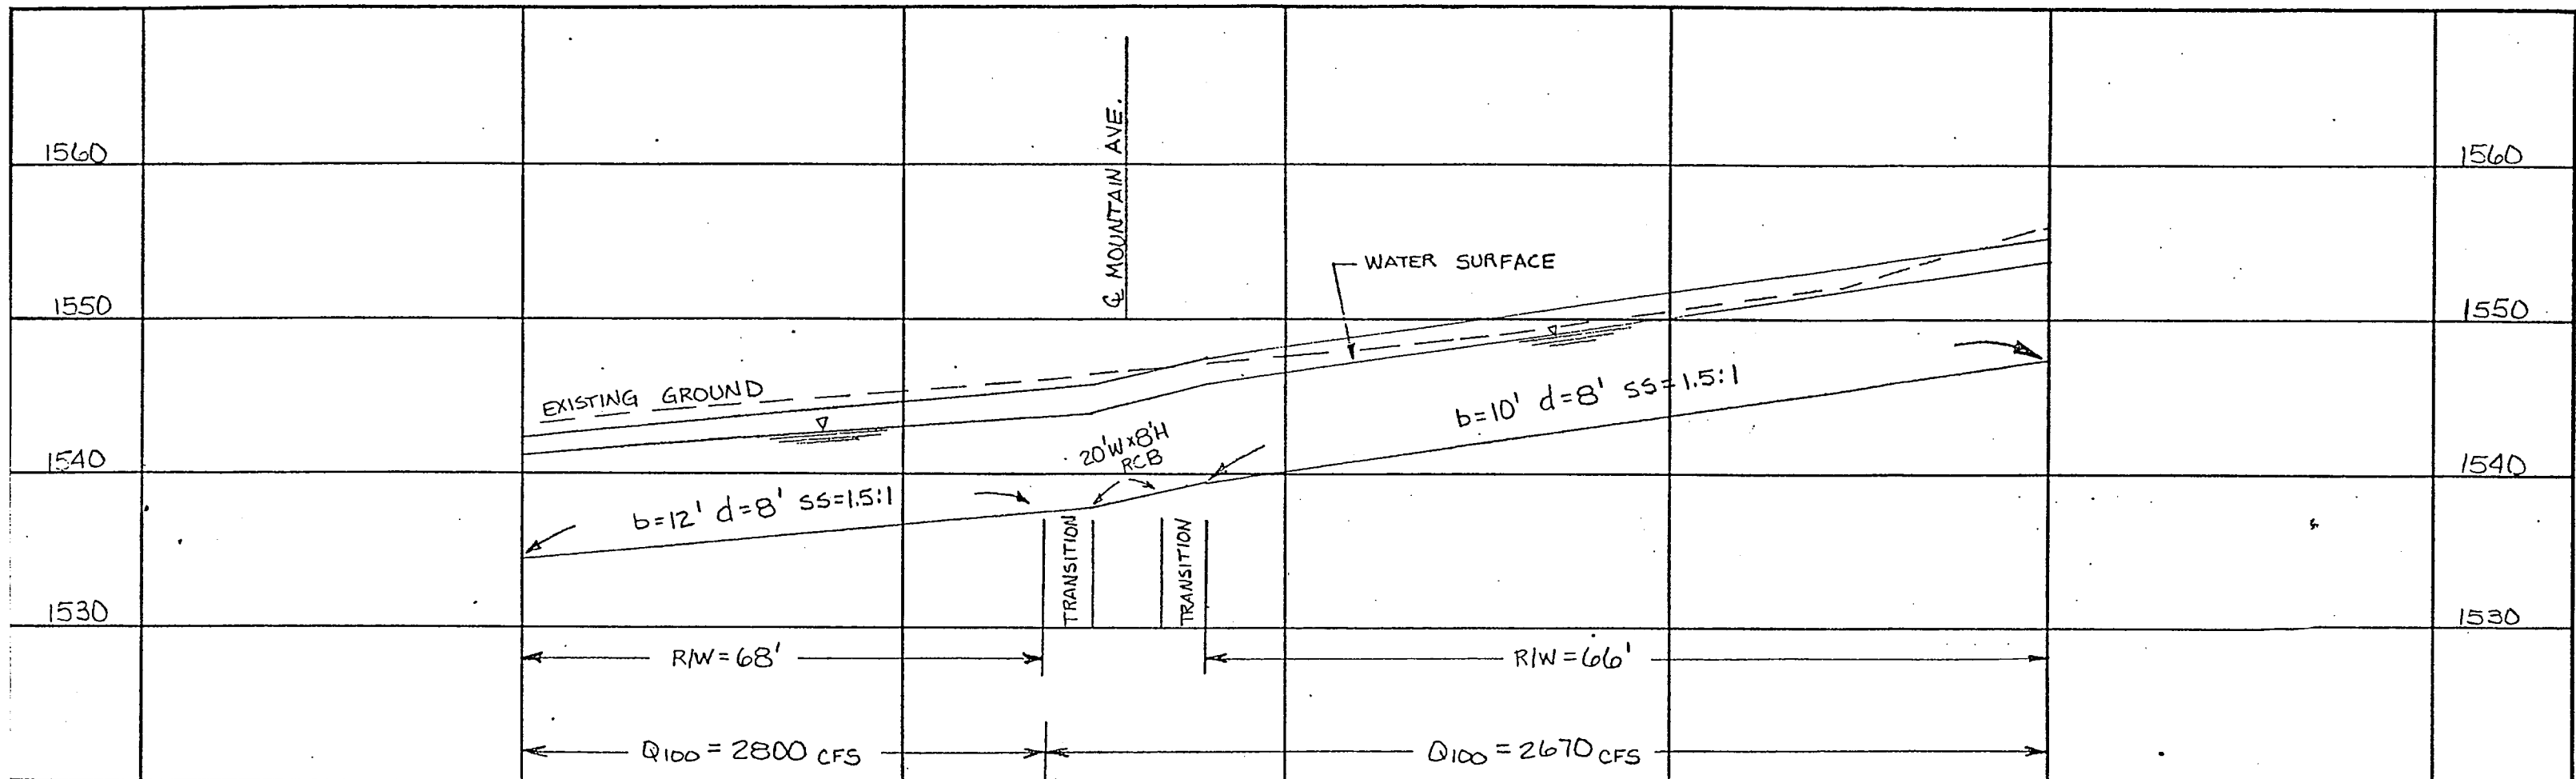 ℄ MOUNTAIN AVE.
1560
1560
WATER SURFACE
1550
1550
EXISTING GROUND
b=10' d=8' SS=1.5:1
20'W x 8'H
RCB
1540
1540
b=12' d=8' SS=1.5:1
TRANSITION
TRANSITION
1530
1530
R/W=68'
R/W=66'
Q100 = 2800 CFS
Q100 = 2670 CFS